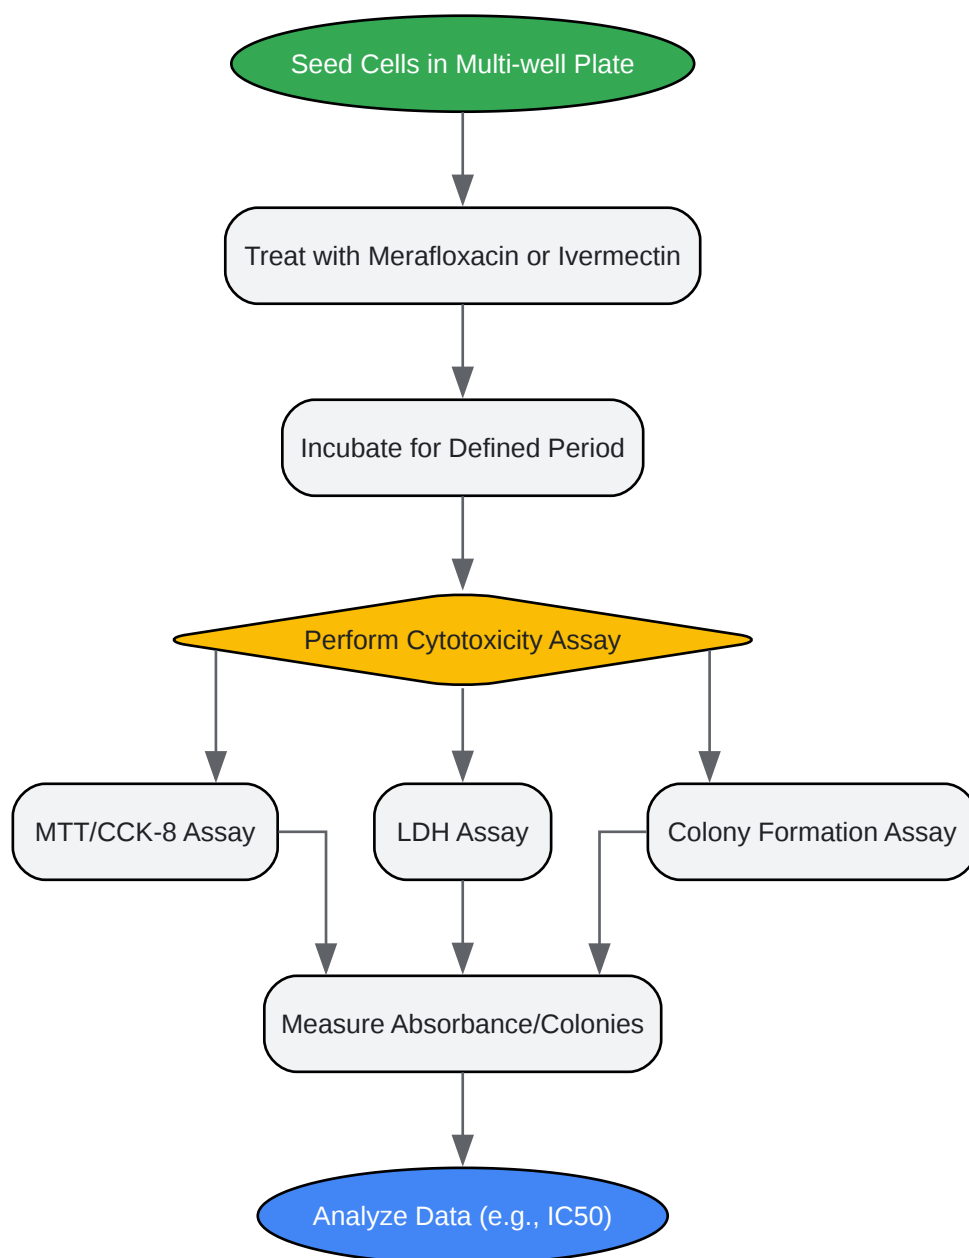 Seed Cells in Multi-well Plate
Treat with Merafloxacin or Ivermectin
Incubate for Defined Period
Perform Cytotoxicity Assay
MTT/CCK-8 Assay
LDH Assay
Colony Formation Assay
Measure Absorbance/Colonies
Analyze Data (e.g., IC50)